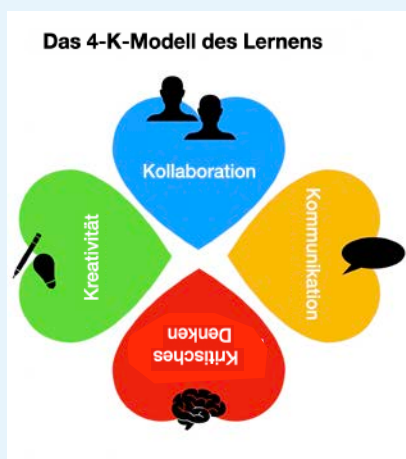 Das 4-K-Modell des Lernens
Kollaboration
Kreativität
Kommunikation
Kritisches
Denken